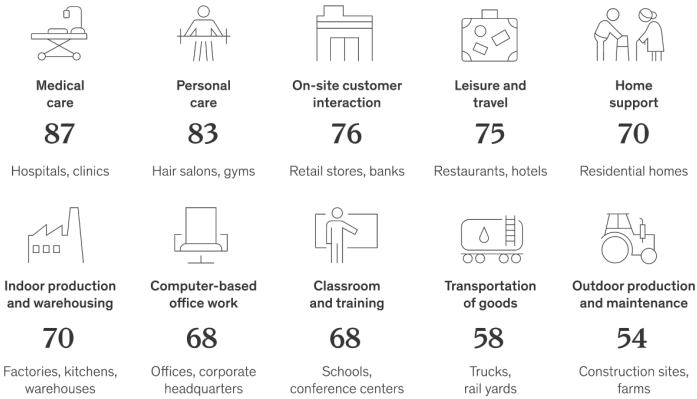 Medical
care
87
Hospitals, clinics
Personal
care
83
Hair salons, gyms
On-site customer
interaction
76
Retail stores, banks
Leisure and
travel
75
Restaurants, hotels
Home
support
70
Residential homes
Indoor production
and warehousing
70
Factories, kitchens,
warehouses
Computer-based
office work
68
Offices, corporate
headquarters
Classroom
and training
68
Schools,
conference centers
Transportation
of goods
58
Trucks,
rail yards
Outdoor production
and maintenance
54
Construction sites,
farms